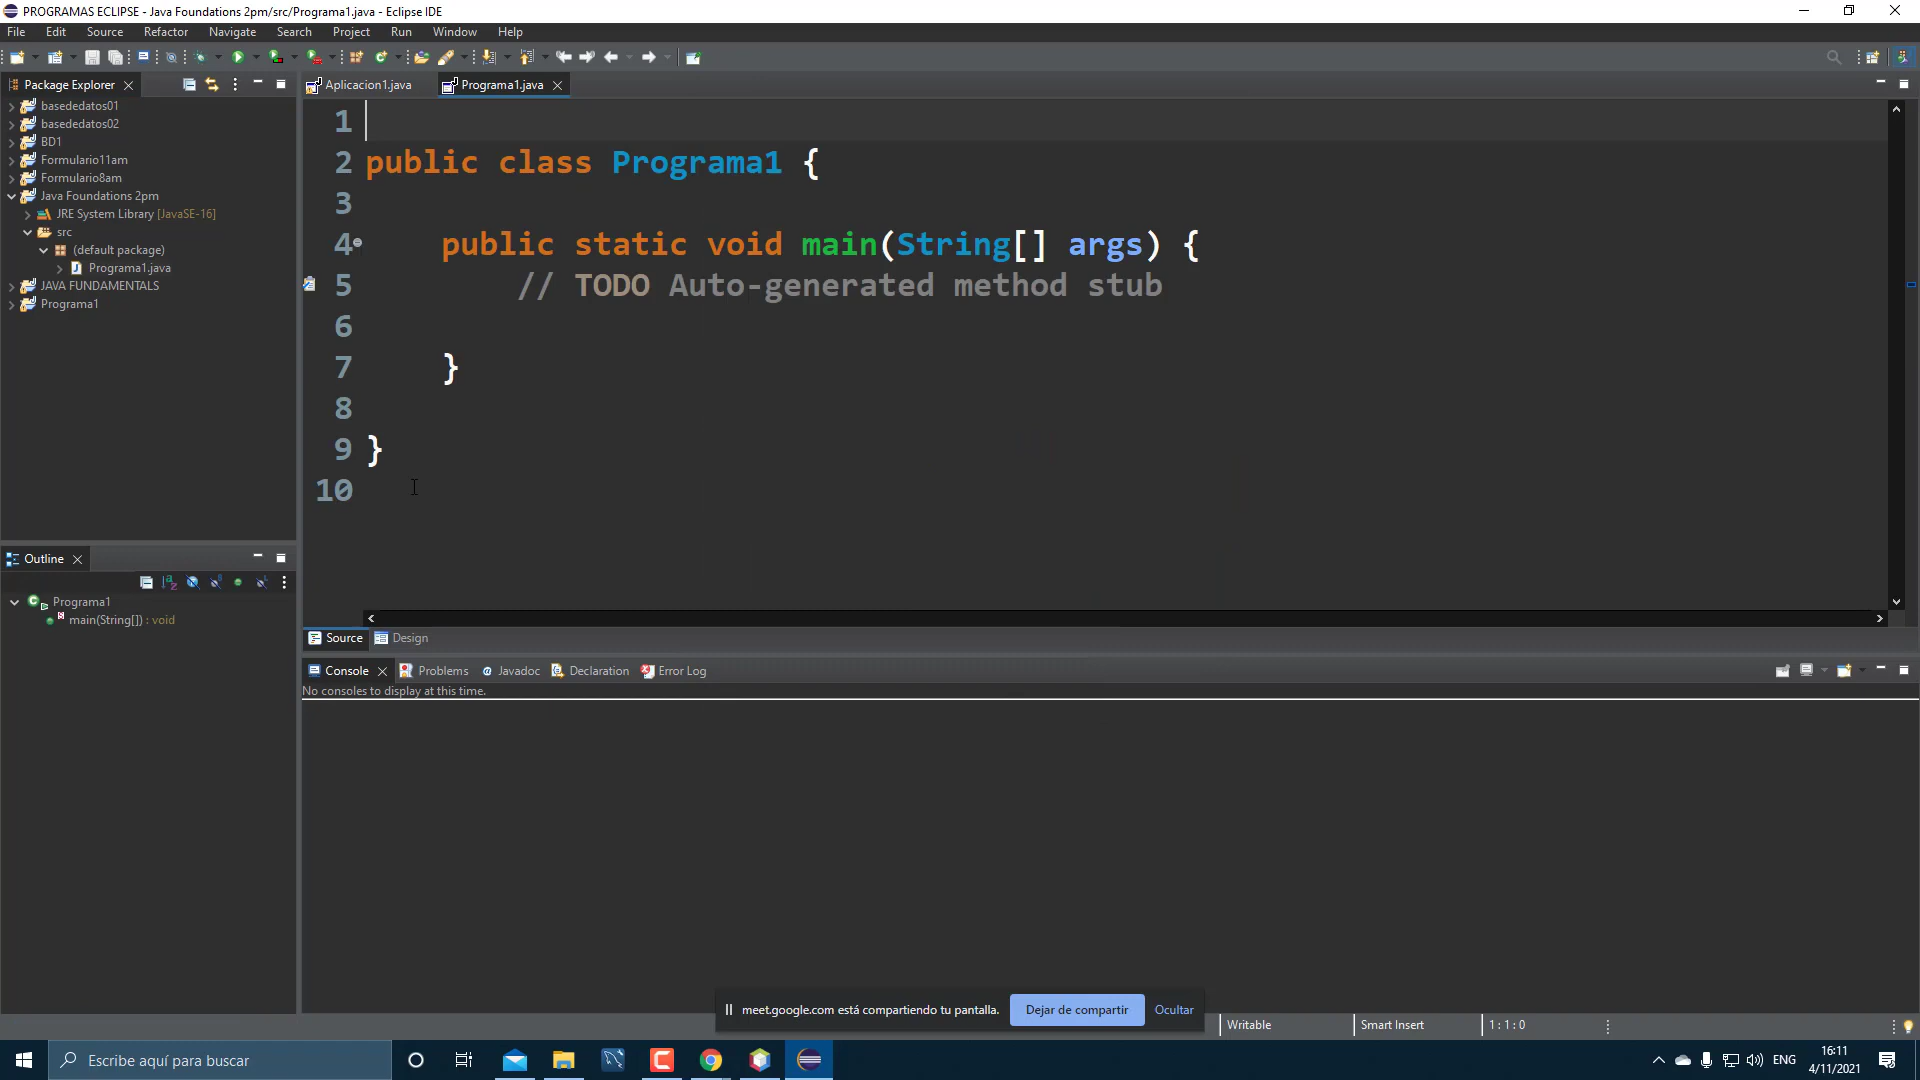 PROGRAMAS ECLIPSE - Java Foundations 2pm/src/Programa1.java - Eclipse IDE
File Edit Source Refactor Navigate Search Project Run Window Help
Package Explorer
basededatos01
basededatos02
BD1
Formulario11am
Formulario8am
Java Foundations 2pm
JRE System Library [JavaSE-16]
src
(default package)
Programa1.java
JAVA FUNDAMENTALS
Programa1
Aplicacion1.java Programa1.java
1
2 public class Programa1 {
3
4 public static void main(String[] args) {
5 // TODO Auto-generated method stub
6
7 }
8
9 }
10
Source Design
Outline
Programa1
main(String[]) : void
Console Problems Javadoc Declaration Error Log
No consoles to display at this time.
meet.google.com está compartiendo tu pantalla. Dejar de compartir Ocultar
Writable Smart Insert 1 : 1 : 0
Escribe aquí para buscar
ENG
16:11
4/11/2021